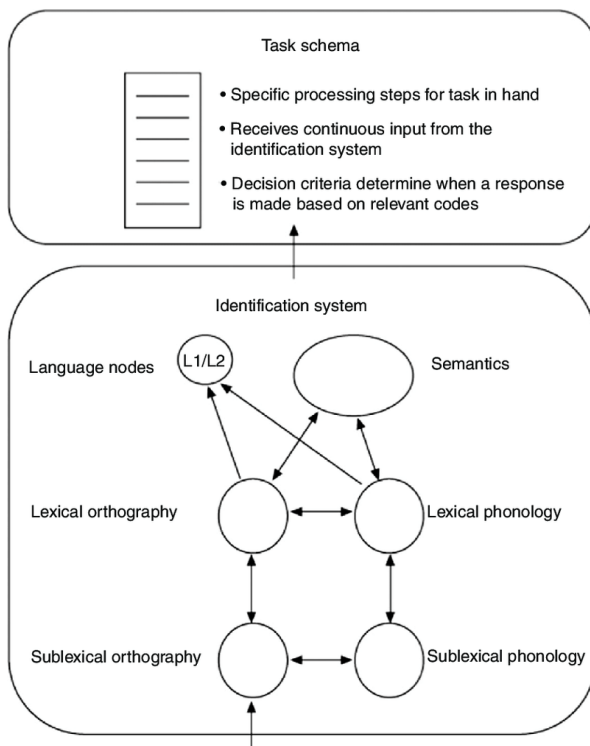 Task schema
• Specific processing steps for task in hand
• Receives continuous input from the
identification system
• Decision criteria determine when a response
is made based on relevant codes
Identification system
Language nodes
L1/L2
Semantics
Lexical orthography
Lexical phonology
Sublexical orthography
Sublexical phonology